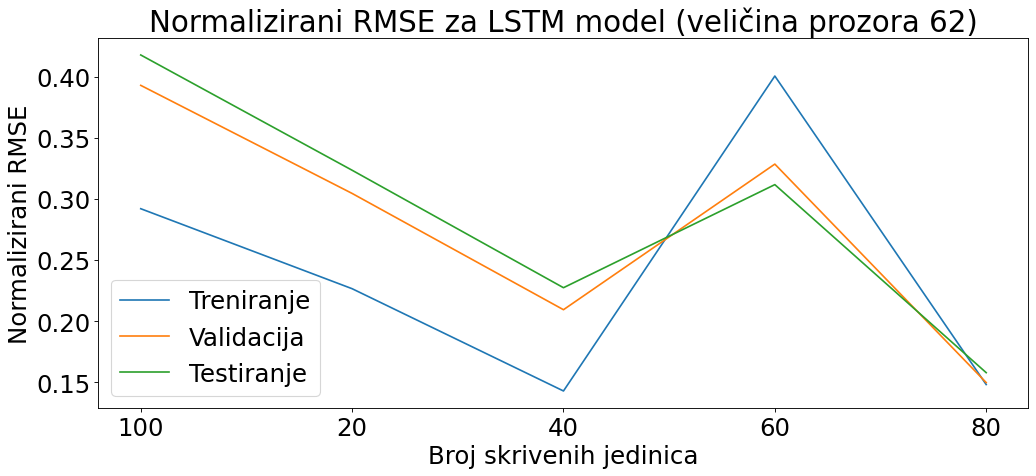 Normalizirani RMSE za LSTM model (veličina prozora 62)
Normalizirani RMSE
0.40
0.35
0.30
0.25
0.20
0.15
Treniranje
Validacija
Testiranje
100 20 40 60 80
Broj skrivenih jedinica